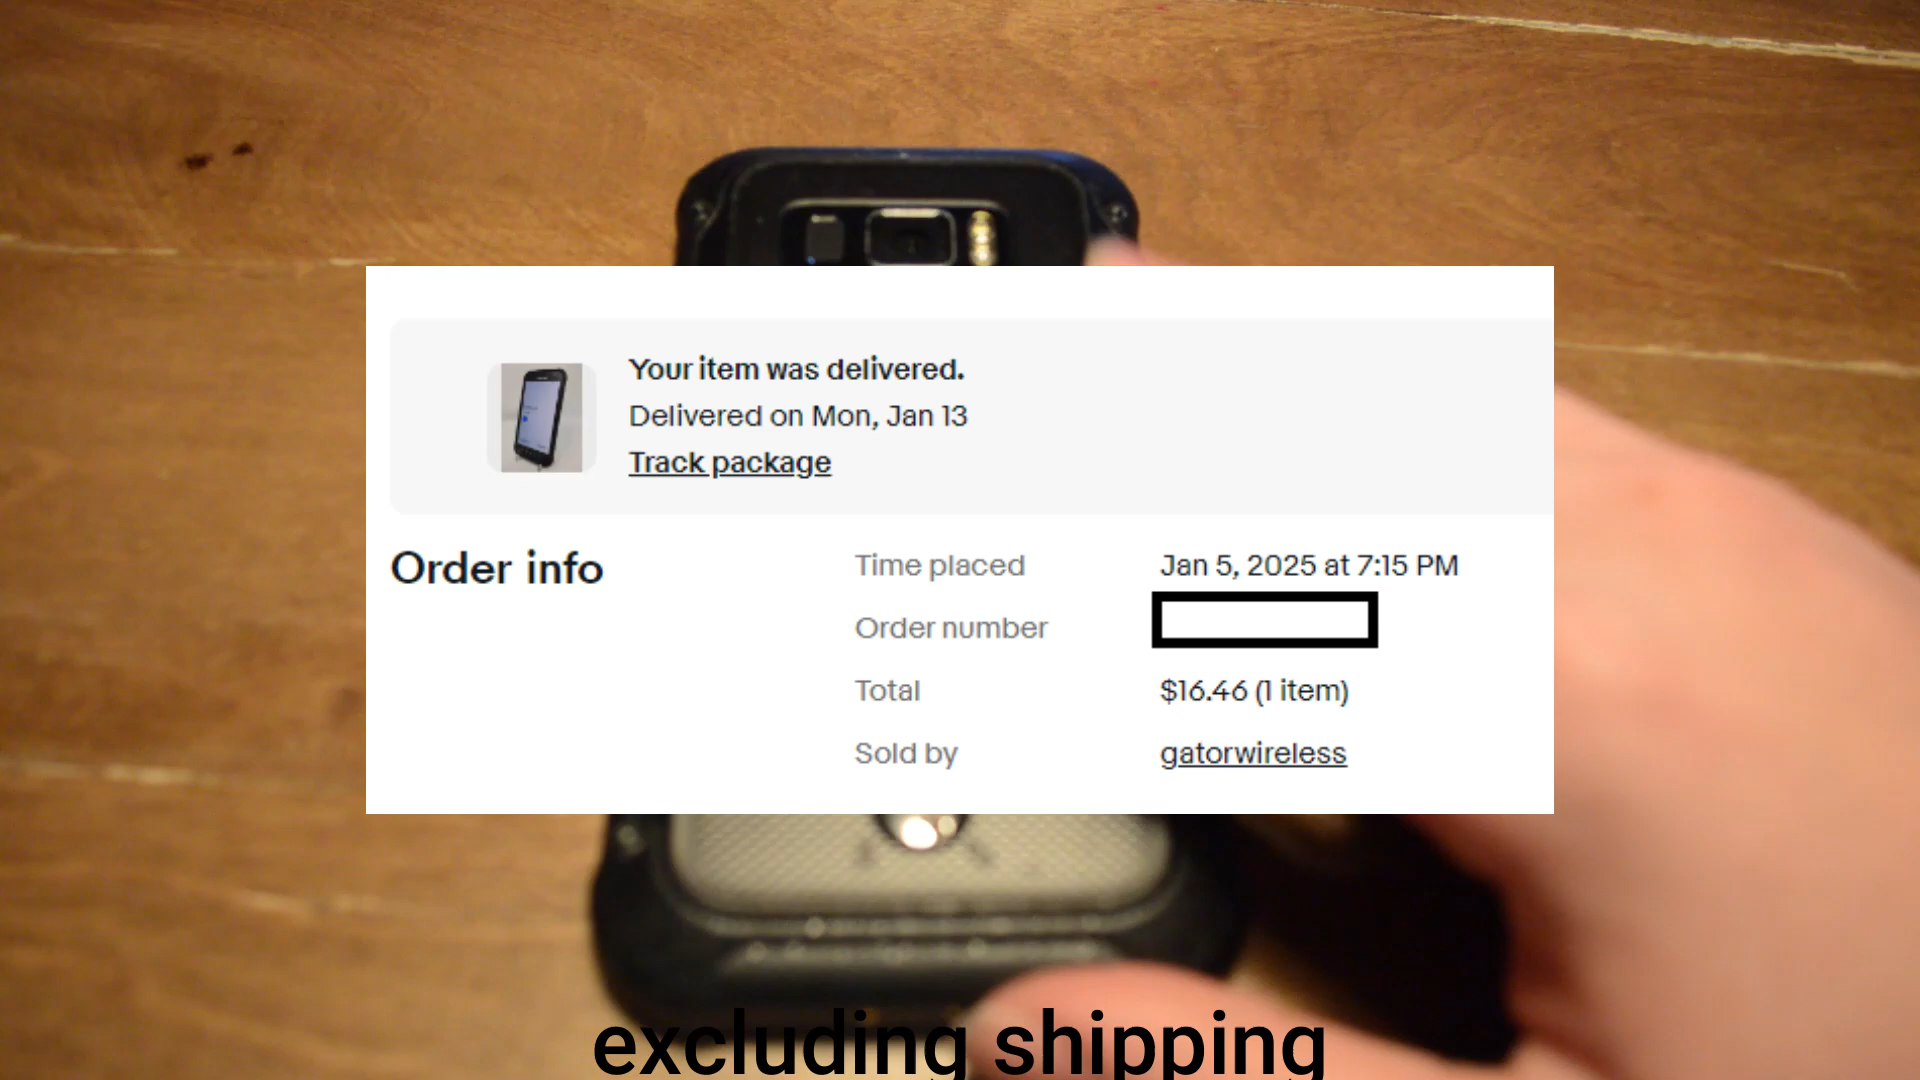 Your item was delivered.
Delivered on Mon, Jan 13
Track package
Order info
Time placed Jan 5, 2025 at 7:15 PM
Order number
Total $16.46 (1 item)
Sold by gatorwireless
excluding shipping